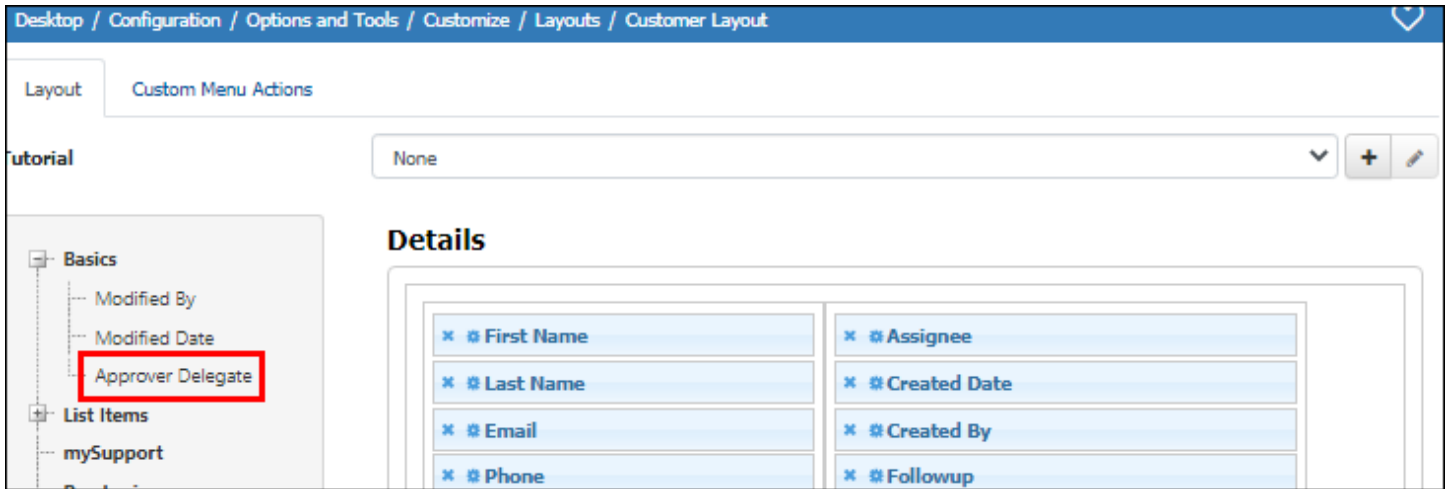 Desktop / Configuration / Options and Tools / Customize / Layouts / Customer Layout
Layout
Custom Menu Actions
Tutorial
None
Basics
Modified By
Modified Date
Approver Delegate
List Items
mySupport
Details
First Name
Assignee
Last Name
Created Date
Email
Created By
Phone
Followup